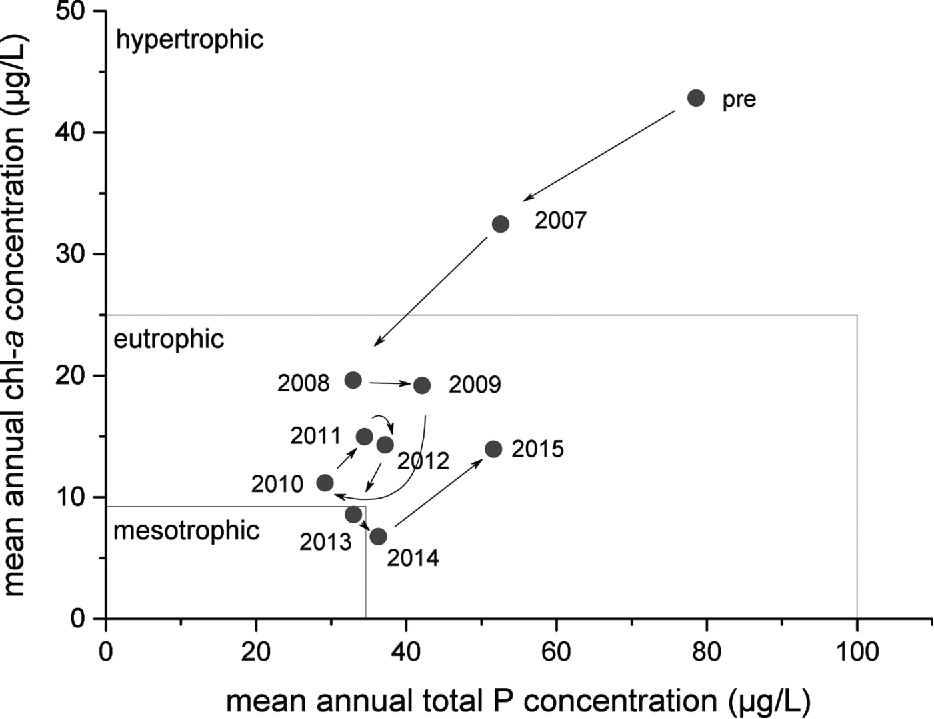 50
hypertrophic
pre
40
2007
30
eutrophic
20
2008
2009
2011
2012
2015
2010
10
mesotrophic
2013
2014
0
0 20 40 60 80 100
mean annual total P concentration (µg/L)
mean annual chl-a concentration (µg/L)